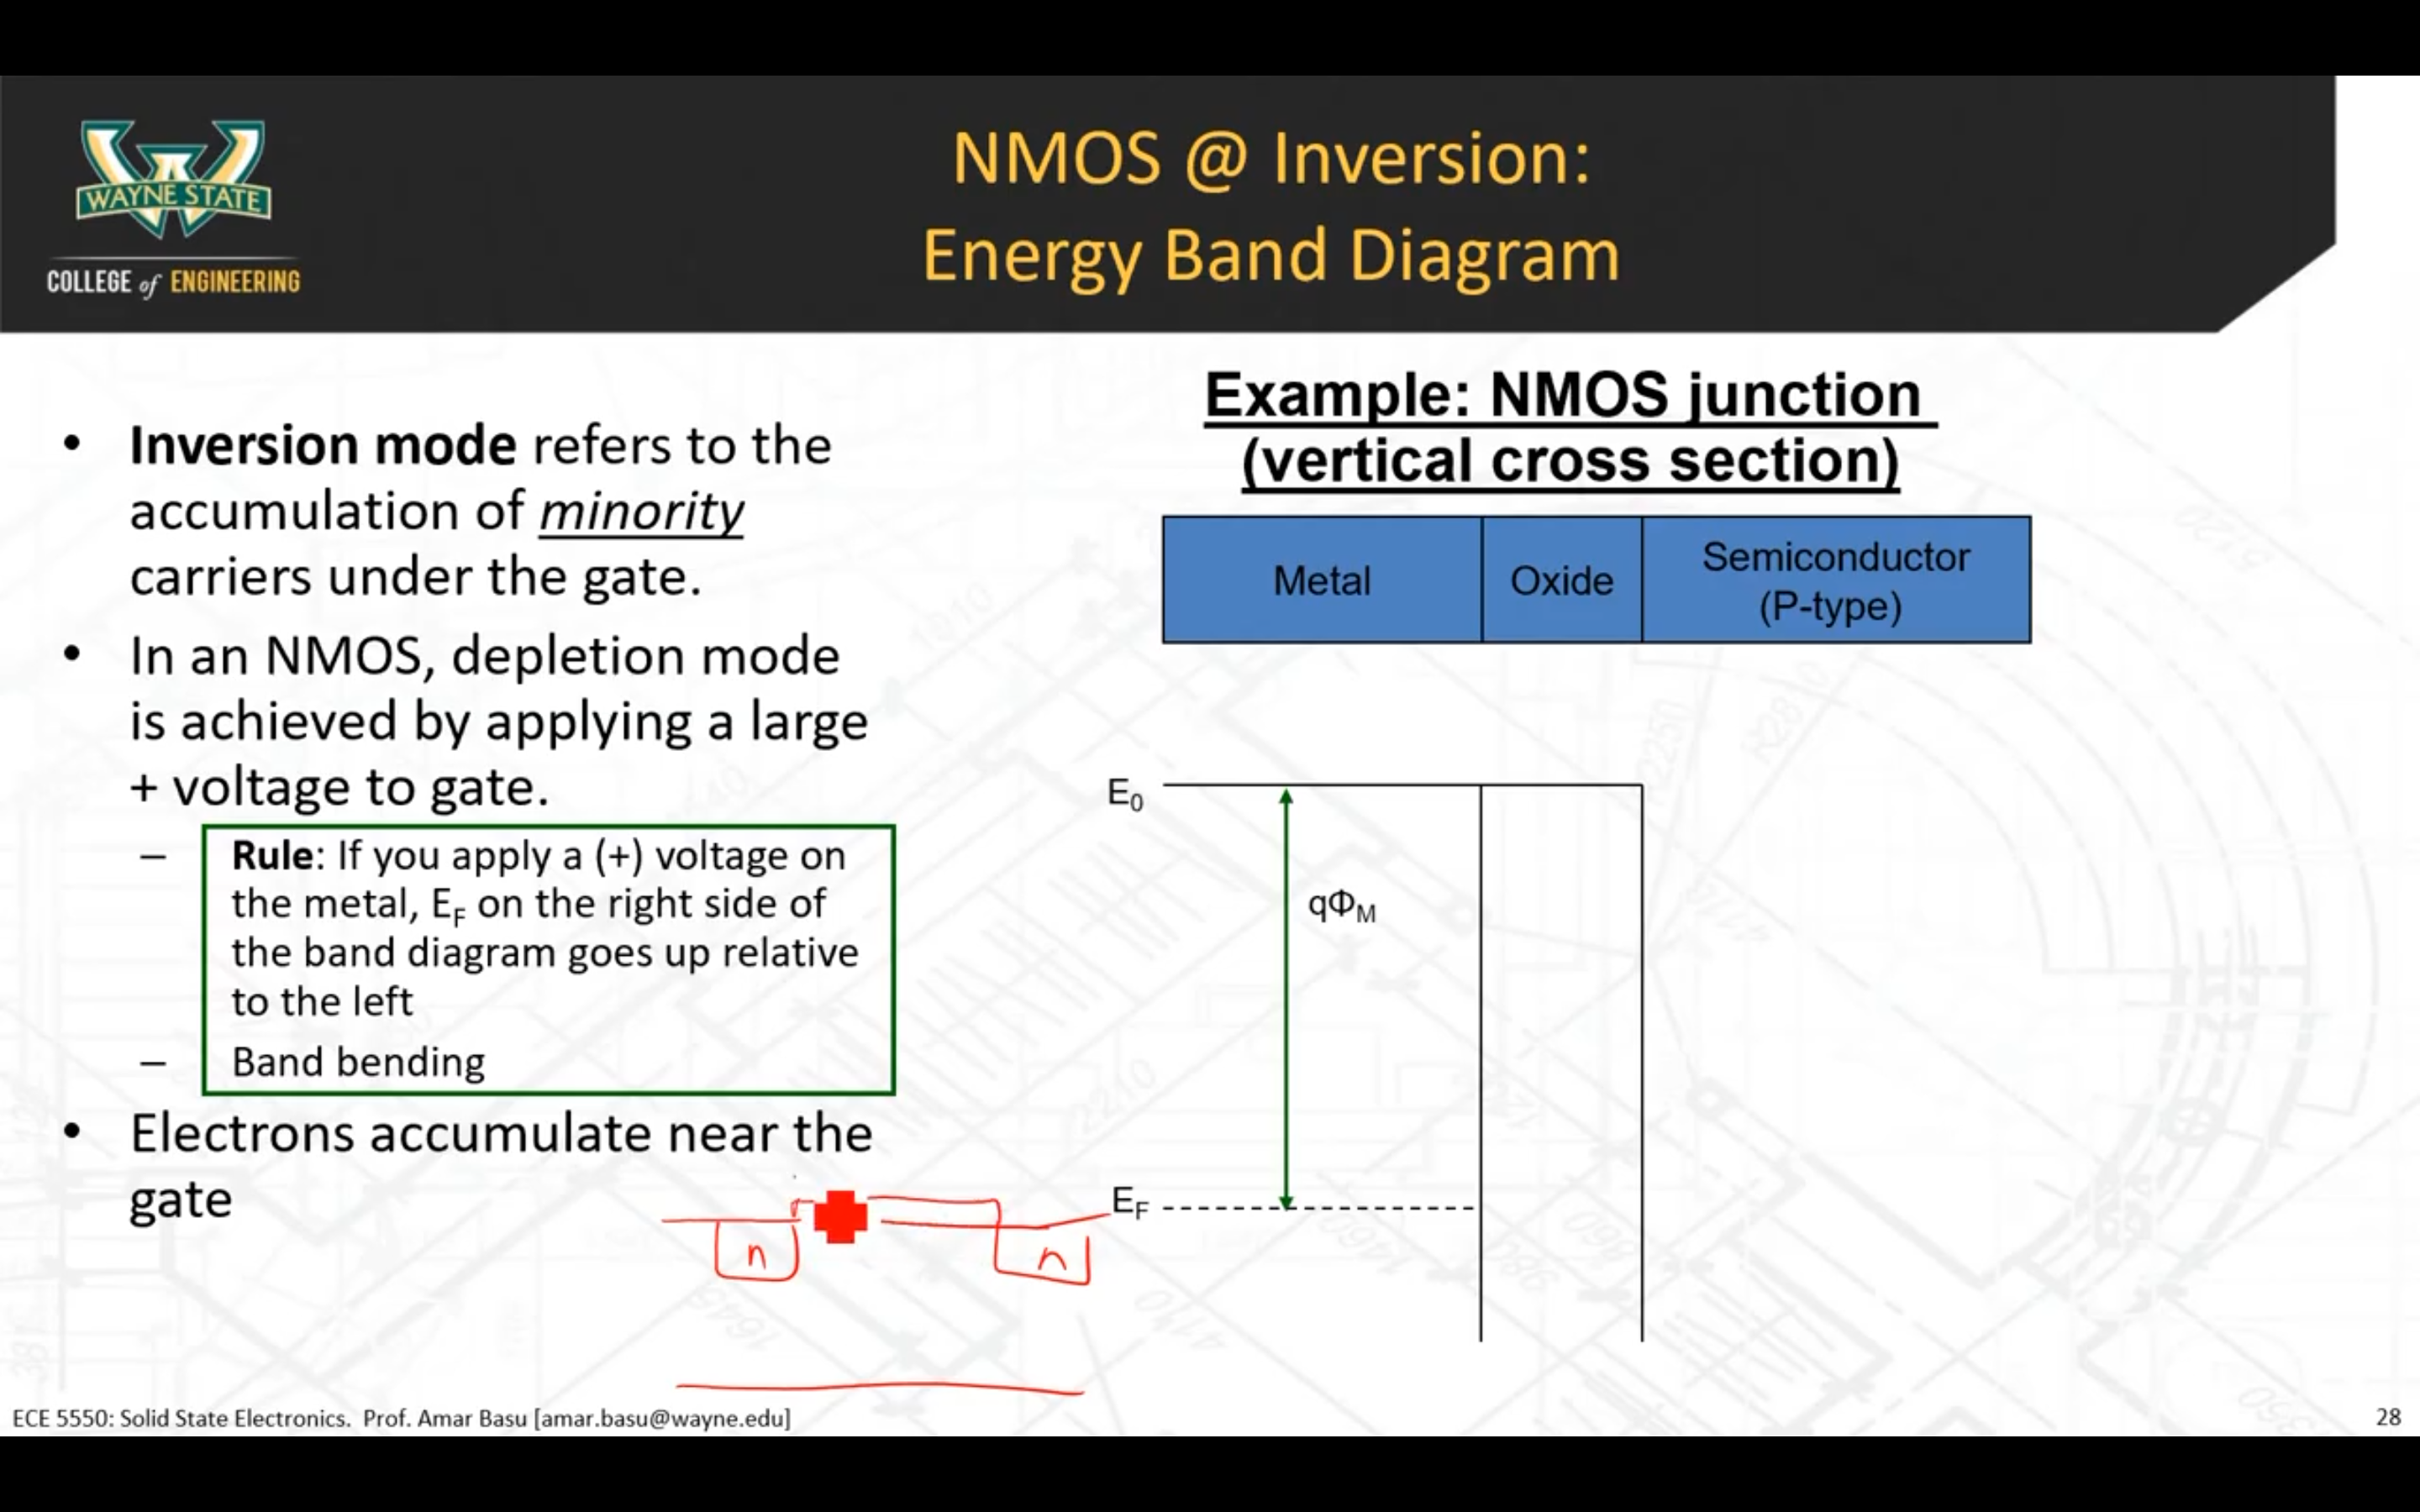 WAYNE STATE
COLLEGE of ENGINEERING
NMOS @ Inversion:
Energy Band Diagram
• Inversion mode refers to the
accumulation of minority
carriers under the gate.
• In an NMOS, depletion mode
is achieved by applying a large
+ voltage to gate.
– Rule: If you apply a (+) voltage on
the metal, EF on the right side of
the band diagram goes up relative
to the left
– Band bending
• Electrons accumulate near the
gate
n
n
Example: NMOS junction
(vertical cross section)
Metal
Oxide
Semiconductor
(P-type)
E0
qΦM
EF
ECE 5550: Solid State Electronics. Prof. Amar Basu [amar.basu@wayne.edu]
28